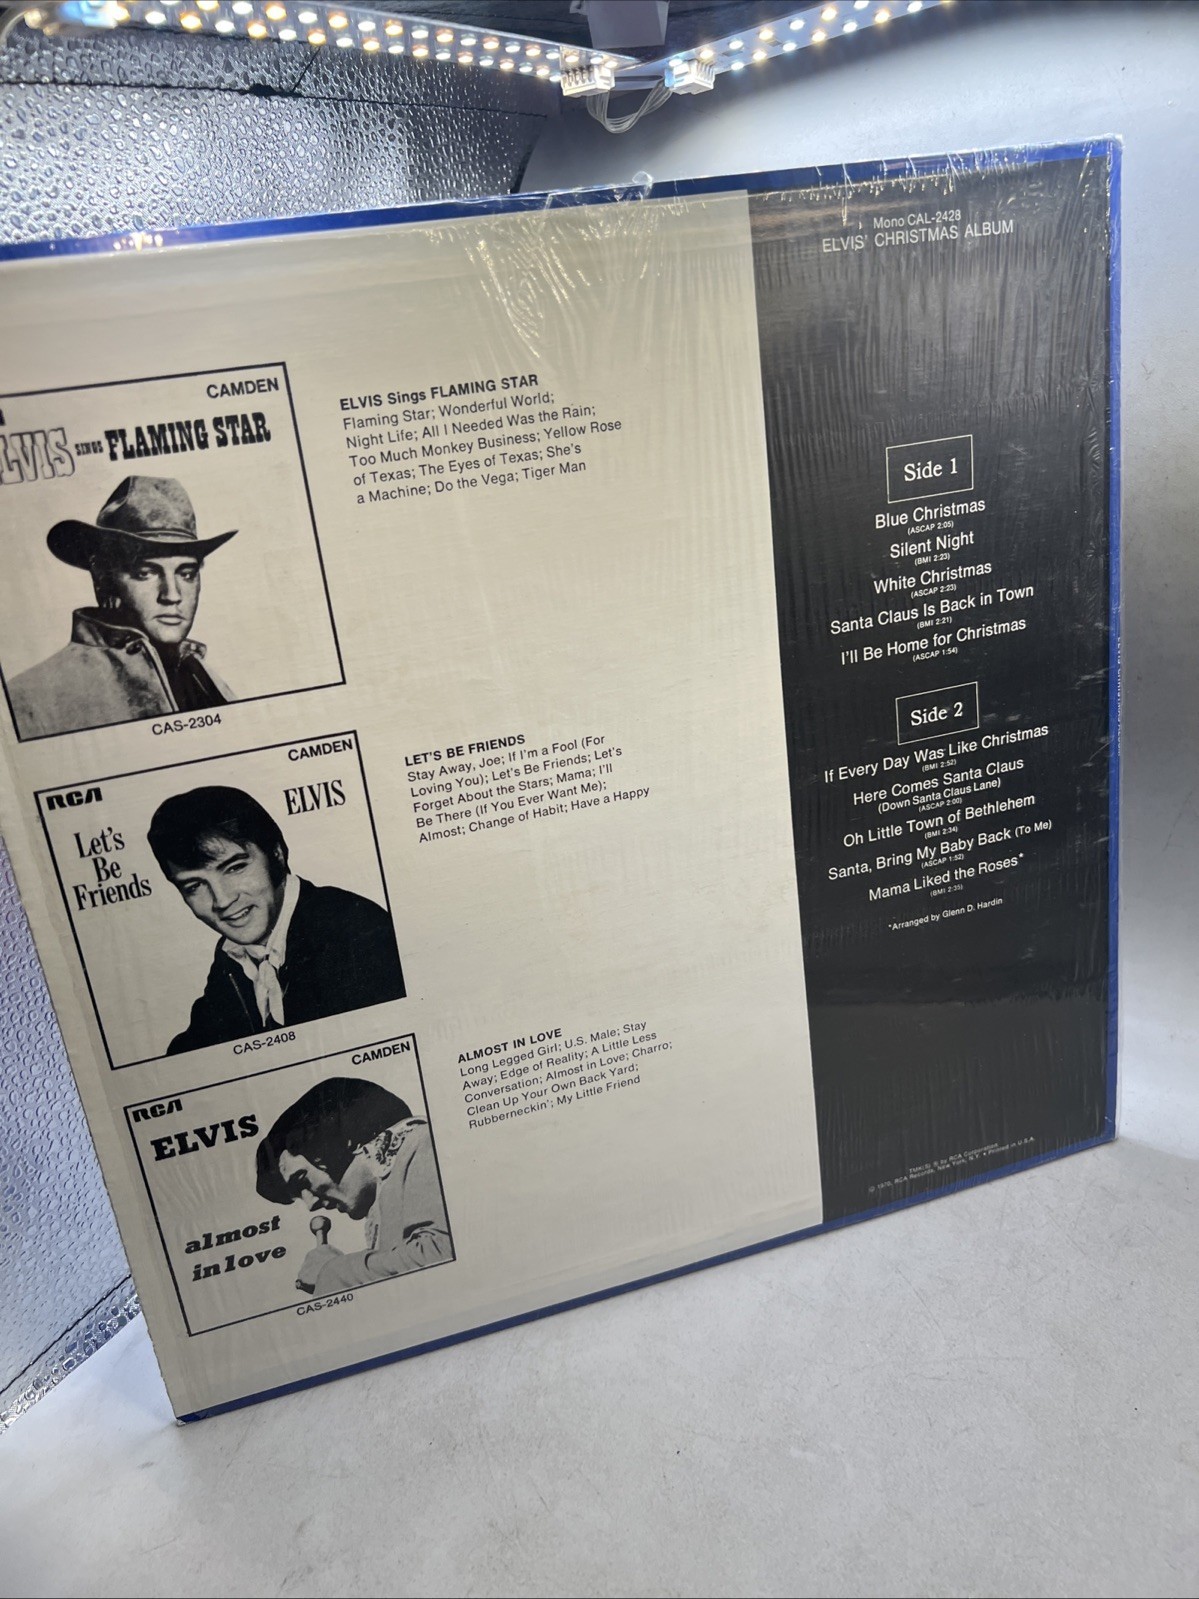 Mono CAL-2428
ELVIS' CHRISTMAS ALBUM
CAMDEN
ELVIS SINGS FLAMING STAR
CAS-2304
ELVIS Sings FLAMING STAR
Flaming Star; Wonderful World;
Night Life; All I Needed Was the Rain;
Too Much Monkey Business; Yellow Rose
of Texas; The Eyes of Texas; She's
a Machine; Do the Vega; Tiger Man
CAMDEN
RCA
ELVIS
Let's
Be
Friends
CAS-2408
LET'S BE FRIENDS
Stay Away, Joe; If I'm a Fool (For
Loving You); Let's Be Friends; Let's
Forget About the Stars; Mama; I'll
Be There (If You Ever Want Me);
Almost; Change of Habit; Have a Happy
CAMDEN
RCA
ELVIS
almost
in love
CAS-2440
ALMOST IN LOVE
Long Legged Girl; U.S. Male; Stay
Away; Edge of Reality; A Little Less
Conversation; Almost in Love; Charro;
Clean Up Your Own Back Yard;
Rubberneckin'; My Little Friend
Side 1
Blue Christmas
(ASCAP 2:05)
Silent Night
(BMI 2:23)
White Christmas
(ASCAP 2:23)
Santa Claus Is Back in Town
(BMI 2:21)
I'll Be Home for Christmas
(ASCAP 1:54)
Side 2
If Every Day Was Like Christmas
(BMI 2:52)
Here Comes Santa Claus
(Down Santa Claus Lane)
(ASCAP 2:00)
Oh Little Town of Bethlehem
(BMI 2:34)
Santa, Bring My Baby Back (To Me)
(ASCAP 1:52)
Mama Liked the Roses*
(BMI 2:35)
*Arranged by Glenn D. Hardin
TMK(S) ® by RCA Corporation
© 1970, RCA Records, New York, N.Y. • Printed in U.S.A.